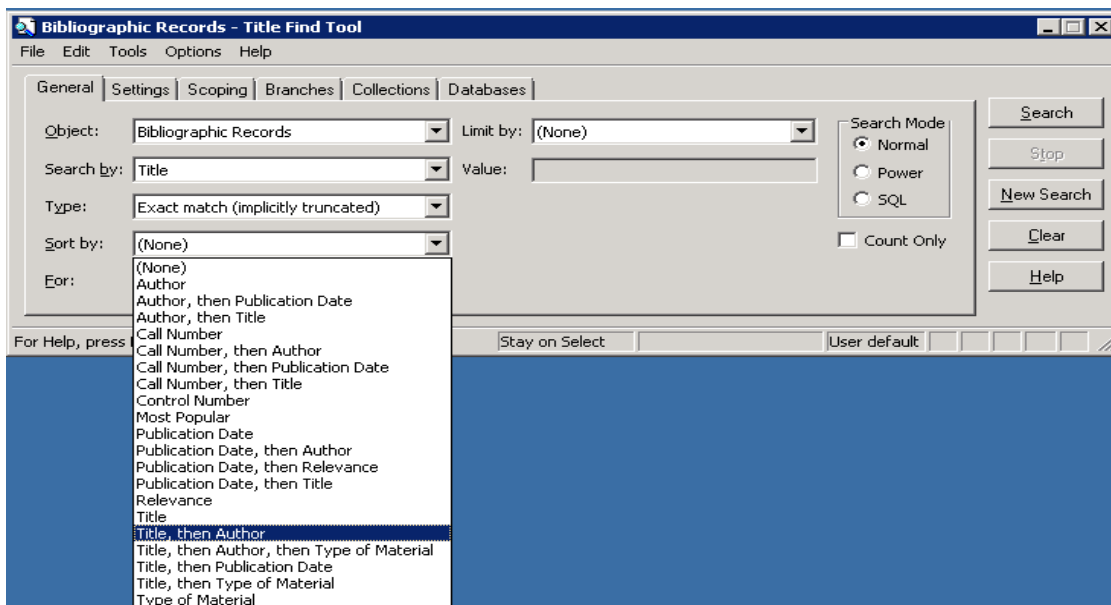 Bibliographic Records - Title Find Tool
File Edit Tools Options Help
General Settings Scoping Branches Collections Databases
Object: Bibliographic Records Limit by: (None) Search Mode Search
Normal
Search by: Title Value: Power Stop
Type: Exact match (implicitly truncated) SQL New Search
Sort by: (None) Count Only Clear
For: Help
(None)
Author
Author, then Publication Date
Author, then Title
Call Number
Call Number, then Author
Call Number, then Publication Date
Call Number, then Title
Control Number
Most Popular
Publication Date
Publication Date, then Author
Publication Date, then Relevance
Publication Date, then Title
Relevance
Title
Title, then Author
Title, then Author, then Type of Material
Title, then Publication Date
Title, then Type of Material
Type of Material
For Help, press Stay on Select User default